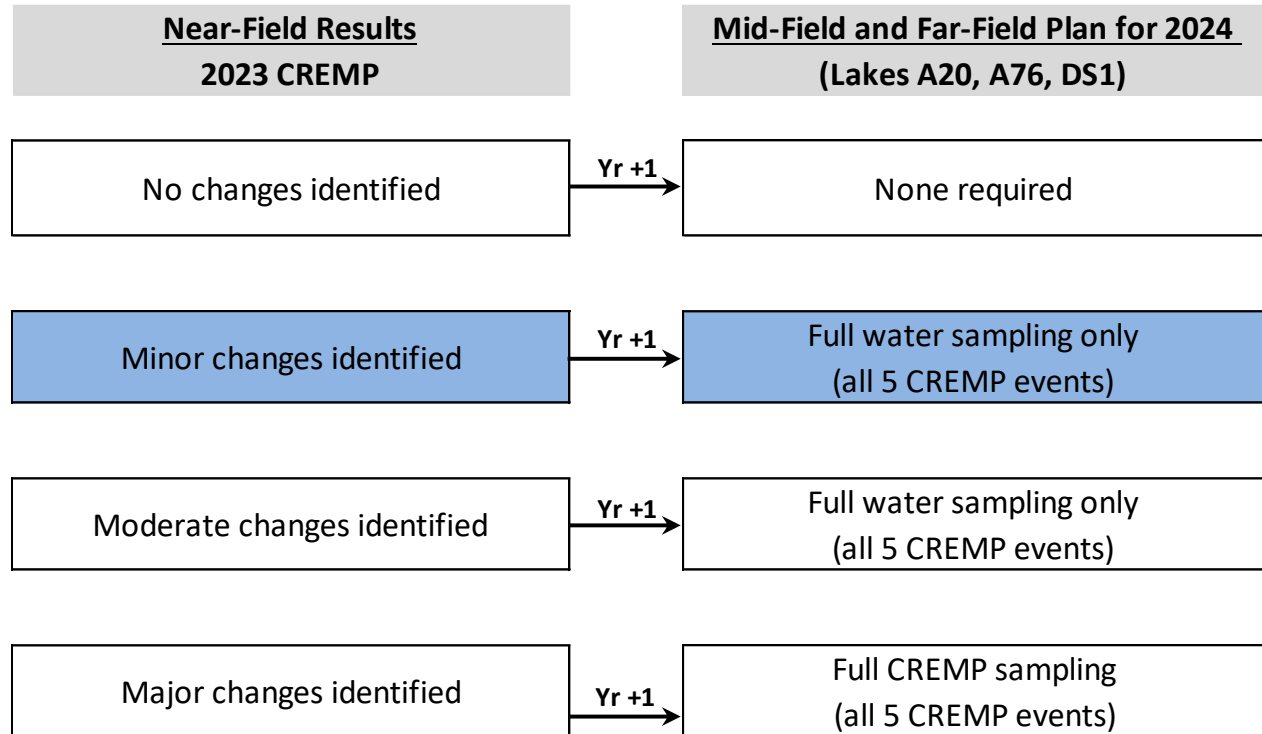 Near-Field Results
2023 CREMP
Mid-Field and Far-Field Plan for 2024
(Lakes A20, A76, DS1)
No changes identified
Yr +1
None required
Minor changes identified
Yr +1
Full water sampling only
(all 5 CREMP events)
Moderate changes identified
Yr +1
Full water sampling only
(all 5 CREMP events)
Major changes identified
Yr +1
Full CREMP sampling
(all 5 CREMP events)